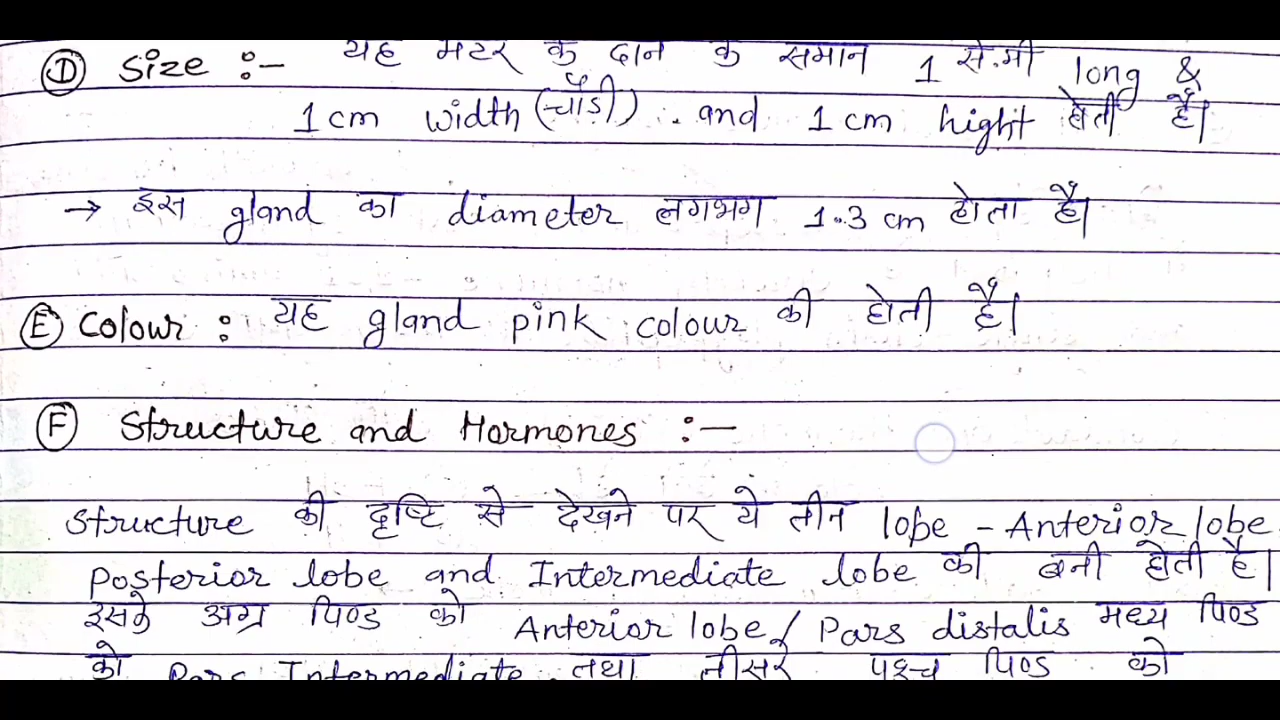 Ⓓ Size :- यह मटर के दाने के समान 1 से.मी long &
1 cm width (चौड़ी) . and 1 cm hight होती है।
→ इस gland का diameter लगभग 1.3 cm होता है।
Ⓔ Colour : यह gland pink colour की होती है।
Ⓕ Structure and Hormones :-
Structure की दृष्टि से देखने पर ये तीन lobe - Anterior lobe
Posterior lobe and Intermediate lobe की बनी होती है।
इसके अग्र पिण्ड को Anterior lobe / Pars distalis मध्य पिण्ड
को Pars Intermediate तथा तीसरे पश्च पिण्ड को